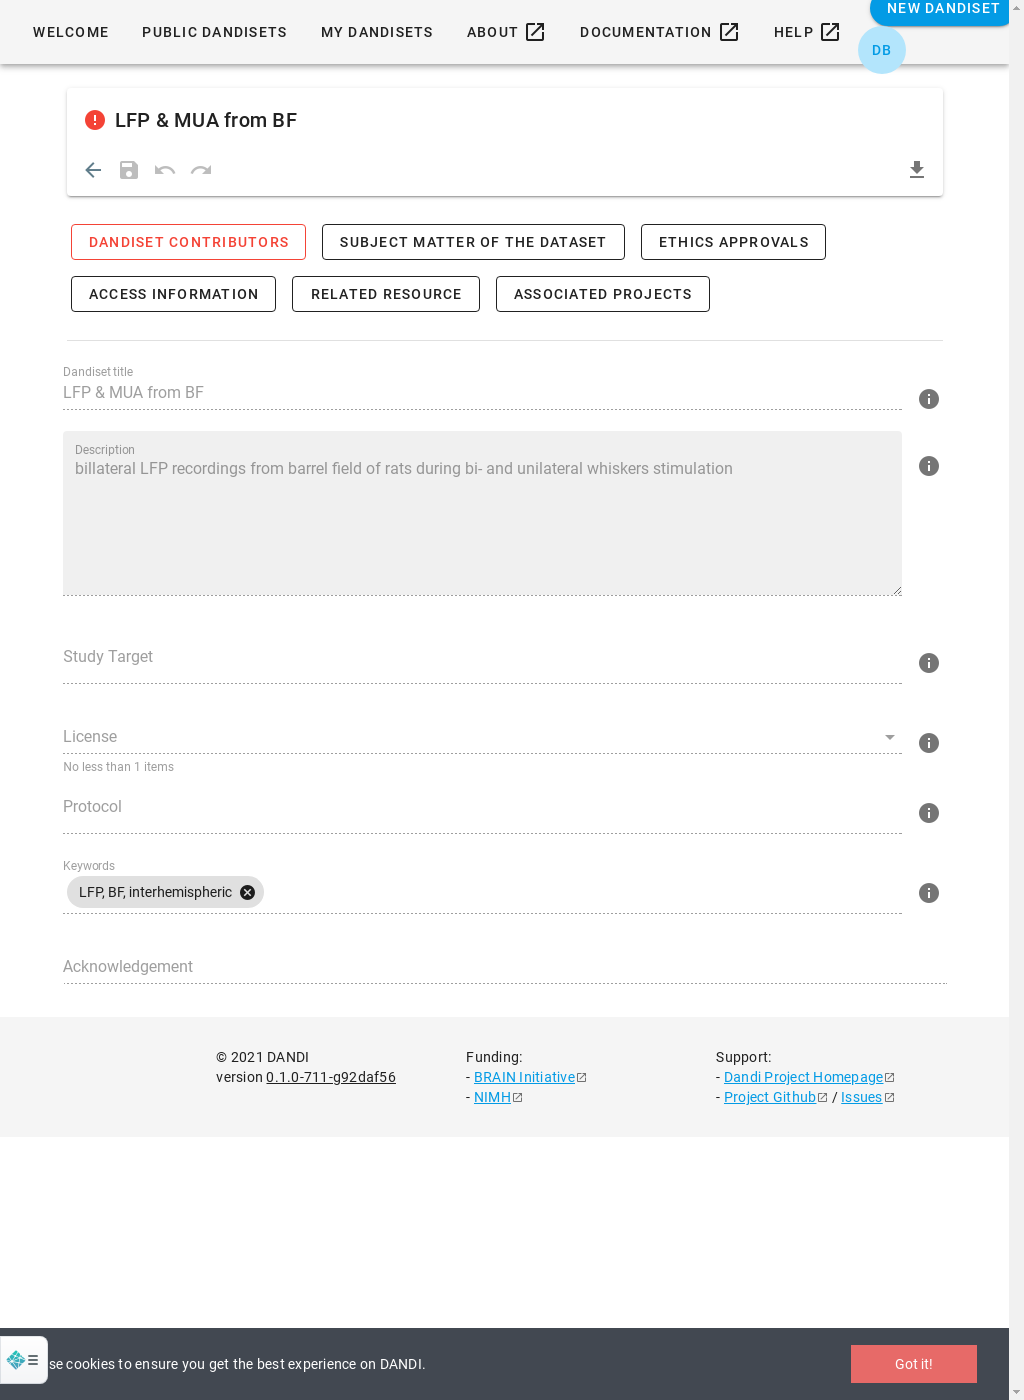 WELCOME PUBLIC DANDISETS MY DANDISETS ABOUT DOCUMENTATION HELP NEW DANDISET
DB
LFP & MUA from BF
DANDISET CONTRIBUTORS SUBJECT MATTER OF THE DATASET ETHICS APPROVALS
ACCESS INFORMATION RELATED RESOURCE ASSOCIATED PROJECTS
Dandiset title
LFP & MUA from BF
Description
billateral LFP recordings from barrel field of rats during bi- and unilateral whiskers stimulation
Study Target
License
No less than 1 items
Protocol
Keywords
LFP, BF, interhemispheric
Acknowledgement
© 2021 DANDI
version 0.1.0-711-g92daf56
Funding:
- BRAIN Initiative
- NIMH
Support:
- Dandi Project Homepage
- Project Github / Issues
se cookies to ensure you get the best experience on DANDI.
Got it!